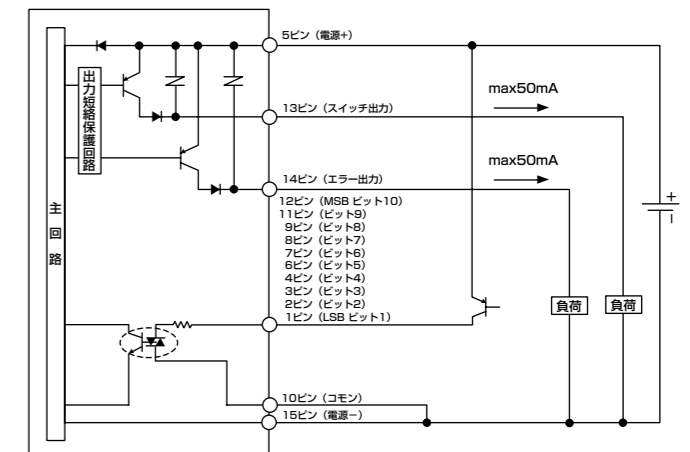 5ピン（電源+）
出力短絡保護回路
max50mA
13ピン（スイッチ出力）
max50mA
14ピン（エラー出力）
12ピン（MSB ビット10）
11ピン（ビット9）
9ピン（ビット8）
8ピン（ビット7）
7ピン（ビット6）
6ピン（ビット5）
4ピン（ビット4）
3ピン（ビット3）
2ピン（ビット2）
1ピン（LSB ビット1）
主回路
+
−
負荷
負荷
10ピン（コモン）
15ピン（電源−）